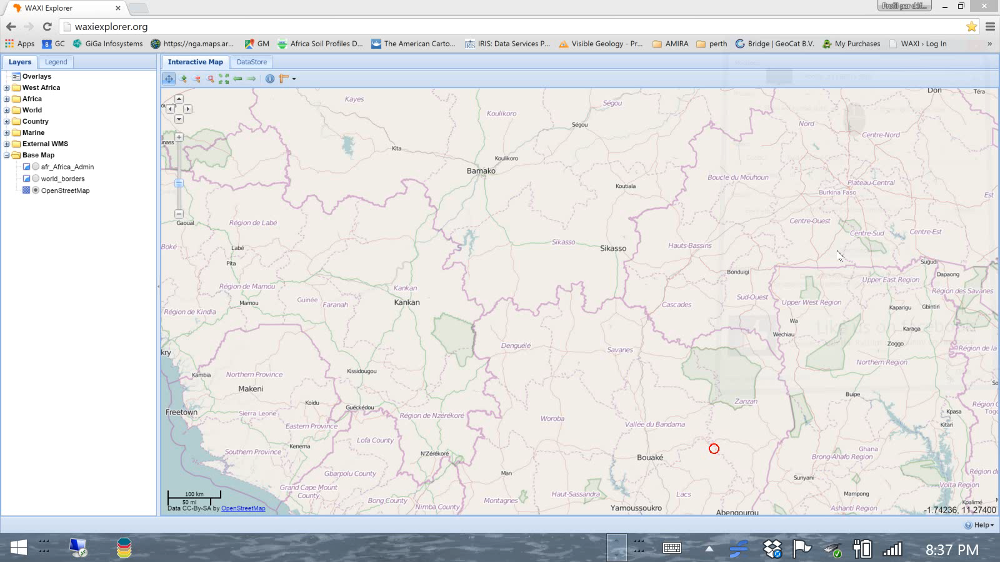 WAXI Explorer
Profil par déf...
waxiexplorer.org
Apps
GC
GiGa Infosystems
https://nga.maps.ar...
GM
Africa Soil Profiles D...
The American Carto...
IRIS: Data Services P...
Visible Geology - Pr...
AMIRA
perth
Bridge | GeoCat B.V.
My Purchases
WAXI › Log In
»
Layers
Legend
Interactive Map
DataStore
Overlays
West Africa
Africa
World
Country
Marine
External WMS
Base Map
afr_Africa_Admin
world_borders
OpenStreetMap
Kayes
Koulikoro
Ségou
Don
Téra
Ségou
Nord
Centre-Nord
Kita
Koulikoro
Bamako
Koutiala
Boucle du Mouhoun
Plateau-Central
Burkina Faso
Est
Gaoual
Région de Labé
Centre-Ouest
Centre-Sud
Centre-Est
Boké
Labé
Sikasso
Sikasso
Hauts-Bassins
Pita
Sugudi
Bonduigi
Dapaong
Région de Mamou
Kankan
Upper East Region
Région des Savanes
Mamou
Guinée
Faranah
Kankan
Cascades
Sud-Ouest
Upper West Region
Kaparigu
Gbintiri
Région de Kindia
Wa
Wechiau
Karaga
Like us on facebook
Zoggo
Denguélé
Savanes
Région de la
kry
Kissidougou
Northern Region
Kambia
Northern Province
Makeni
Buipe
Koidu
Guéckédou
Zanzan
Freetown
Sierra Leone
Région de Nzérékoré
Woroba
Vallée du Bandama
Kpasa
Eastern Province
Kitari
Lofa County
Kenema
Southern Province
N'Zérékoré
Bouaké
Ghana
Brong-Ahafo Region
Gbarpolu County
Man
Sunyani
Grand Cape Mount
County
Bong County
Nimba County
Montagnes
Haut-Sassandra
Lacs
Mampong
Volta Region
Yamoussoukro
Abengourou
Ashanti Region
Kpalimé
100 km
50 mi
Data CC-By-SA by OpenStreetMap
-1.74236, 11.27400
Help
8:37 PM